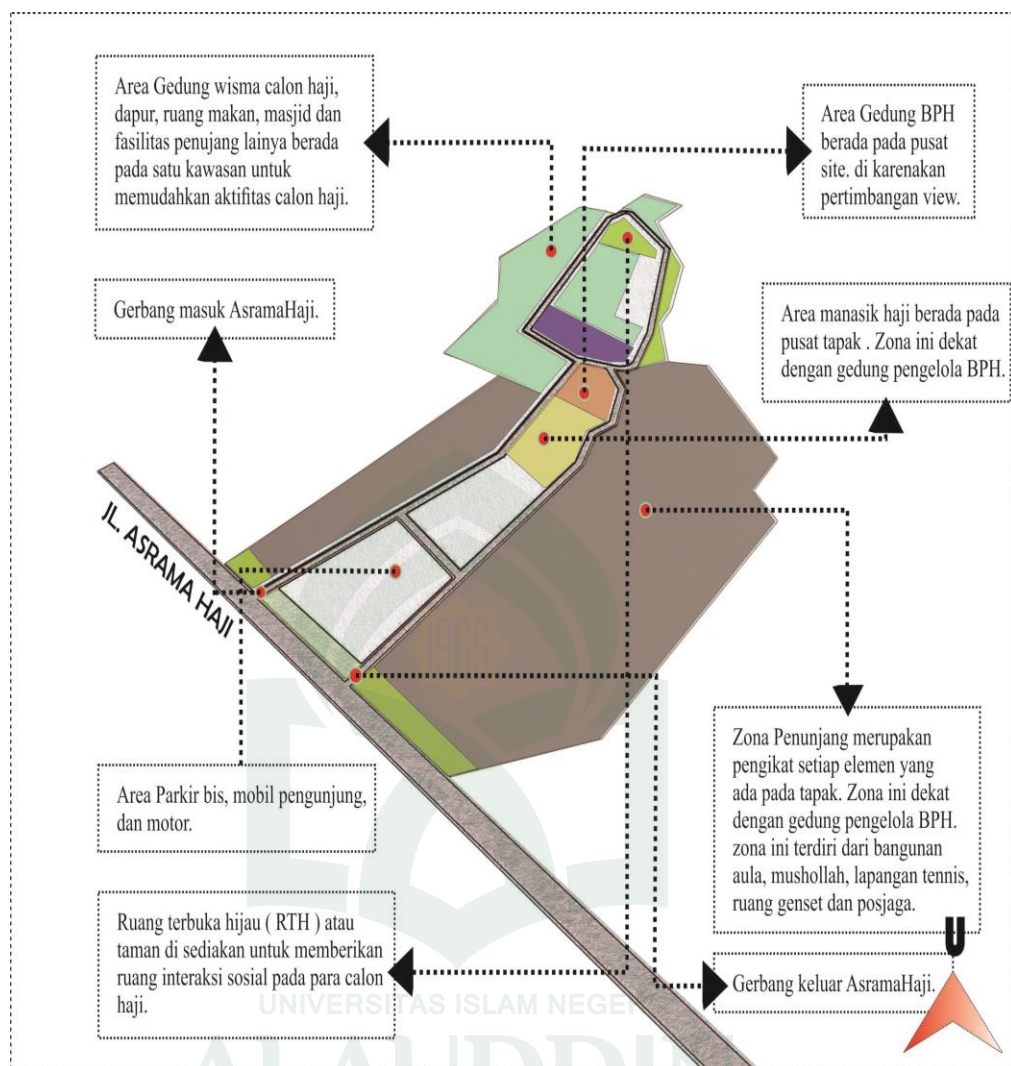 Area Gedung wisma calon haji,
dapur, ruang makan, masjid dan
fasilitas penujang lainya berada
pada satu kawasan untuk
memudahkan aktifitas calon haji.
Area Gedung BPH
berada pada pusat
site. di karenakan
pertimbangan view.
Gerbang masuk AsramaHaji.
Area manasik haji berada pada
pusat tapak . Zona ini dekat
dengan gedung pengelola BPH.
JL. ASRAMA HAJI
1965
Area Parkir bis, mobil pengunjung,
dan motor.
Zona Penunjang merupakan
pengikat setiap elemen yang
ada pada tapak. Zona ini dekat
dengan gedung pengelola BPH.
zona ini terdiri dari bangunan
aula, mushollah, lapangan tennis,
ruang genset dan posjaga.
Ruang terbuka hijau ( RTH ) atau
taman di sediakan untuk memberikan
ruang interaksi sosial pada para calon
haji.
Gerbang keluar AsramaHaji.
U
UNIVERSITAS ISLAM NEGE
ALAUDDIN